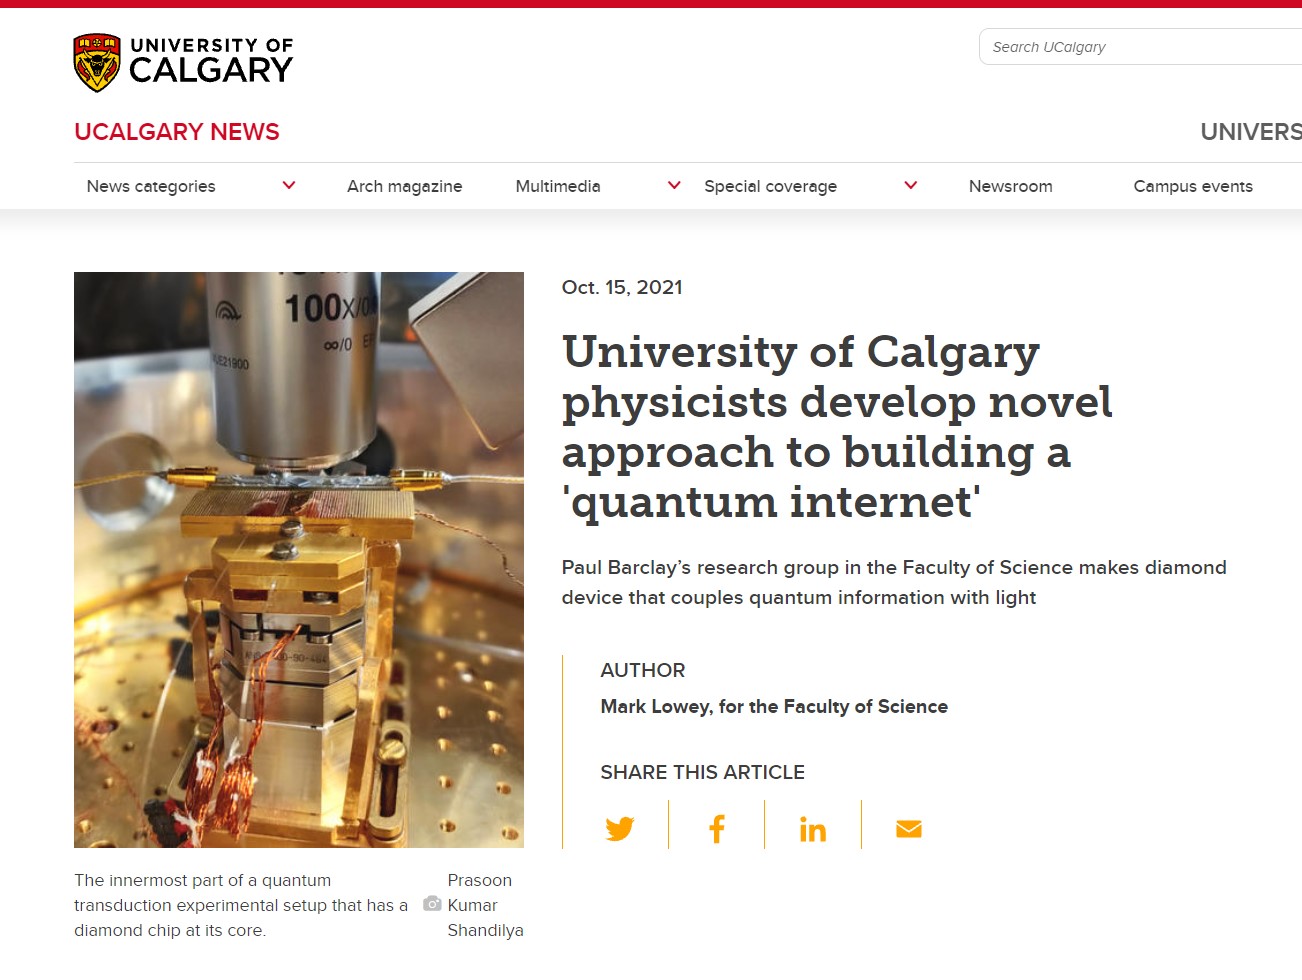 UNIVERSITY OF
CALGARY
Search UCalgary
UCALGARY NEWS
UNIVERS
News categories
Arch magazine
Multimedia
Special coverage
Newsroom
Campus events
100X/0
∞/0
21900
Oct. 15, 2021
University of Calgary
physicists develop novel
approach to building a
'quantum internet'
Paul Barclay’s research group in the Faculty of Science makes diamond
device that couples quantum information with light
AUTHOR
Mark Lowey, for the Faculty of Science
SHARE THIS ARTICLE
The innermost part of a quantum
transduction experimental setup that has a
diamond chip at its core.
Prasoon
Kumar
Shandilya